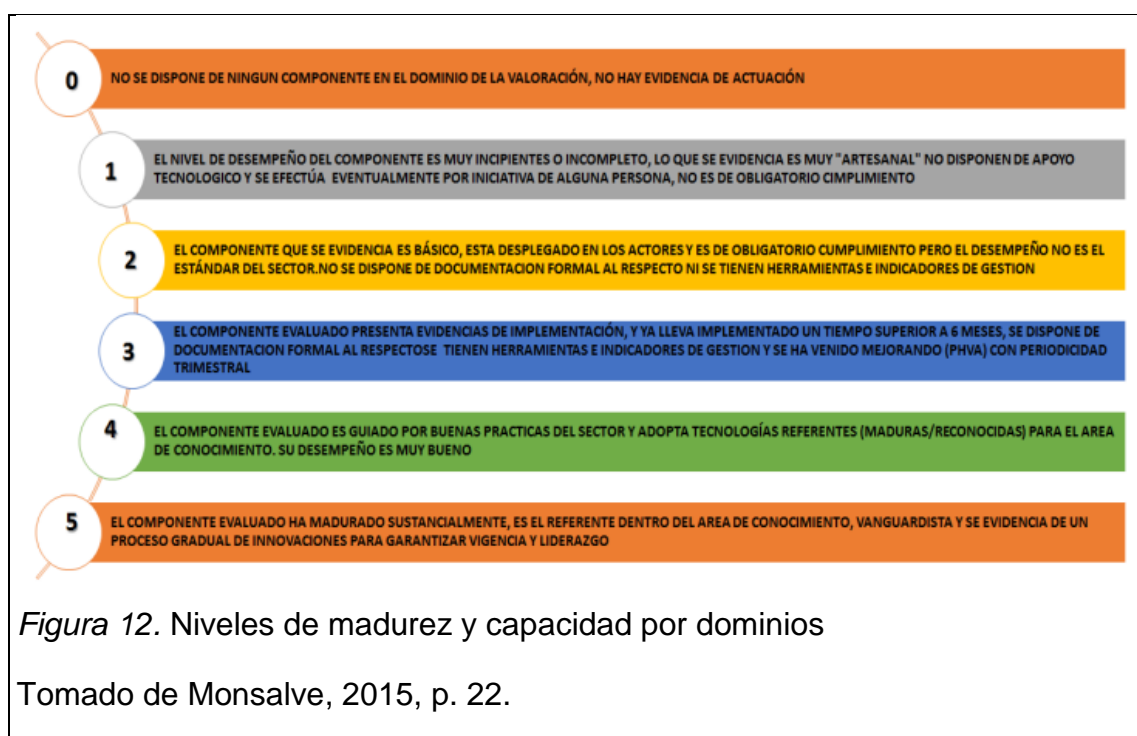 0
NO SE DISPONE DE NINGUN COMPONENTE EN EL DOMINIO DE LA VALORACIÓN, NO HAY EVIDENCIA DE ACTUACIÓN
1
EL NIVEL DE DESEMPEÑO DEL COMPONENTE ES MUY INCIPIENTES O INCOMPLETO, LO QUE SE EVIDENCIA ES MUY "ARTESANAL" NO DISPONEN DE APOYO
TECNOLOGICO Y SE EFECTÚA EVENTUALMENTE POR INICIATIVA DE ALGUNA PERSONA, NO ES DE OBLIGATORIO CIMPLIMIENTO
2
EL COMPONENTE QUE SE EVIDENCIA ES BÁSICO, ESTA DESPLEGADO EN LOS ACTORES Y ES DE OBLIGATORIO CUMPLIMIENTO PERO EL DESEMPEÑO NO ES EL
ESTÁNDAR DEL SECTOR.NO SE DISPONE DE DOCUMENTACION FORMAL AL RESPECTO NI SE TIENEN HERRAMIENTAS E INDICADORES DE GESTION
3
EL COMPONENTE EVALUADO PRESENTA EVIDENCIAS DE IMPLEMENTACIÓN, Y YA LLEVA IMPLEMENTADO UN TIEMPO SUPERIOR A 6 MESES, SE DISPONE DE
DOCUMENTACION FORMAL AL RESPECTOSE TIENEN HERRAMIENTAS E INDICADORES DE GESTION Y SE HA VENIDO MEJORANDO (PHVA) CON PERIODICIDAD
TRIMESTRAL
4
EL COMPONENTE EVALUADO ES GUIADO POR BUENAS PRACTICAS DEL SECTOR Y ADOPTA TECNOLOGÍAS REFERENTES (MADURAS/RECONOCIDAS) PARA EL AREA
DE CONOCIMIENTO. SU DESEMPEÑO ES MUY BUENO
5
EL COMPONENTE EVALUADO HA MADURADO SUSTANCIALMENTE, ES EL REFERENTE DENTRO DEL AREA DE CONOCIMIENTO, VANGUARDISTA Y SE EVIDENCIA DE UN
PROCESO GRADUAL DE INNOVACIONES PARA GARANTIZAR VIGENCIA Y LIDERAZGO
Figura 12. Niveles de madurez y capacidad por dominios
Tomado de Monsalve, 2015, p. 22.